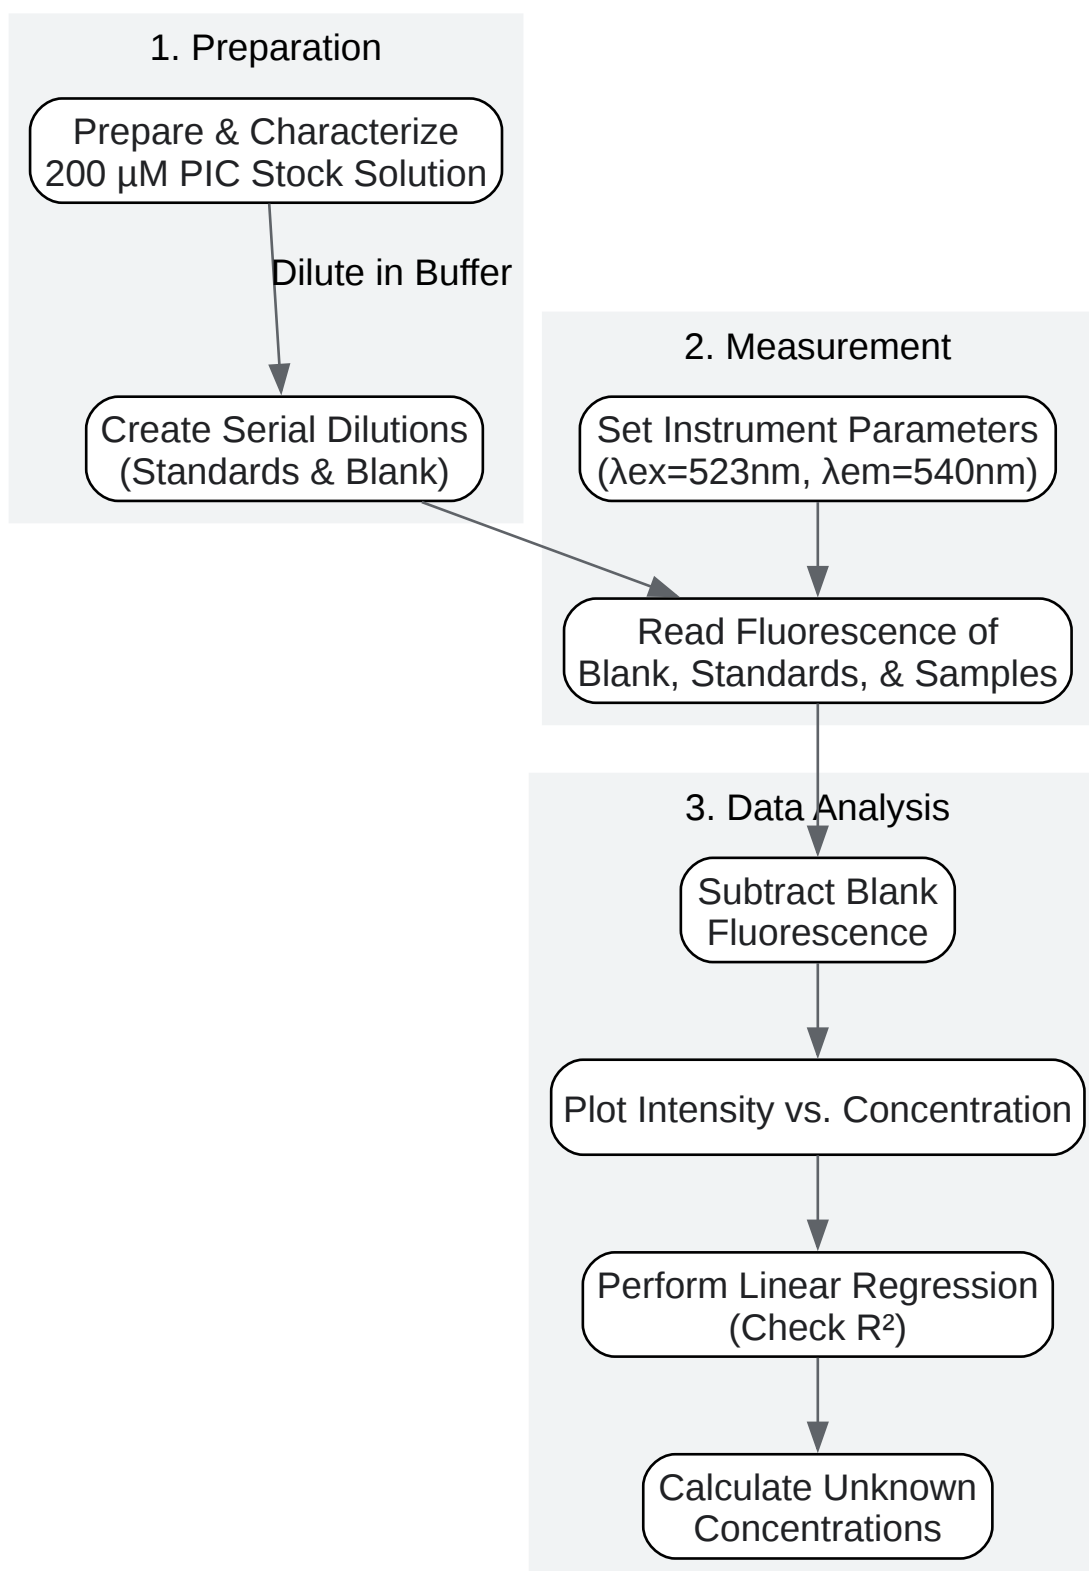 1. Preparation
Prepare & Characterize
200 µM PIC Stock Solution
Dilute in Buffer
Create Serial Dilutions
(Standards & Blank)
2. Measurement
Set Instrument Parameters
(λex=523nm, λem=540nm)
Read Fluorescence of
Blank, Standards, & Samples
3. Data Analysis
Subtract Blank
Fluorescence
Plot Intensity vs. Concentration
Perform Linear Regression
(Check R²)
Calculate Unknown
Concentrations